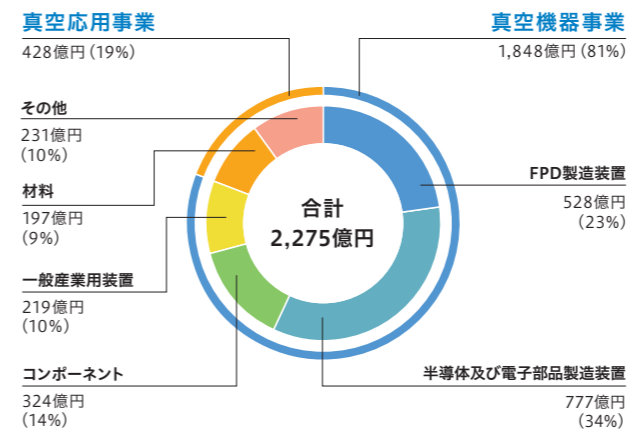 真空応用事業
428億円（19%）
真空機器事業
1,848億円（81%）
その他
231億円
（10%）
材料
197億円
（9%）
一般産業用装置
219億円
（10%）
コンポーネント
324億円
（14%）
合計
2,275億円
FPD製造装置
528億円
（23%）
半導体及び電子部品製造装置
777億円
（34%）